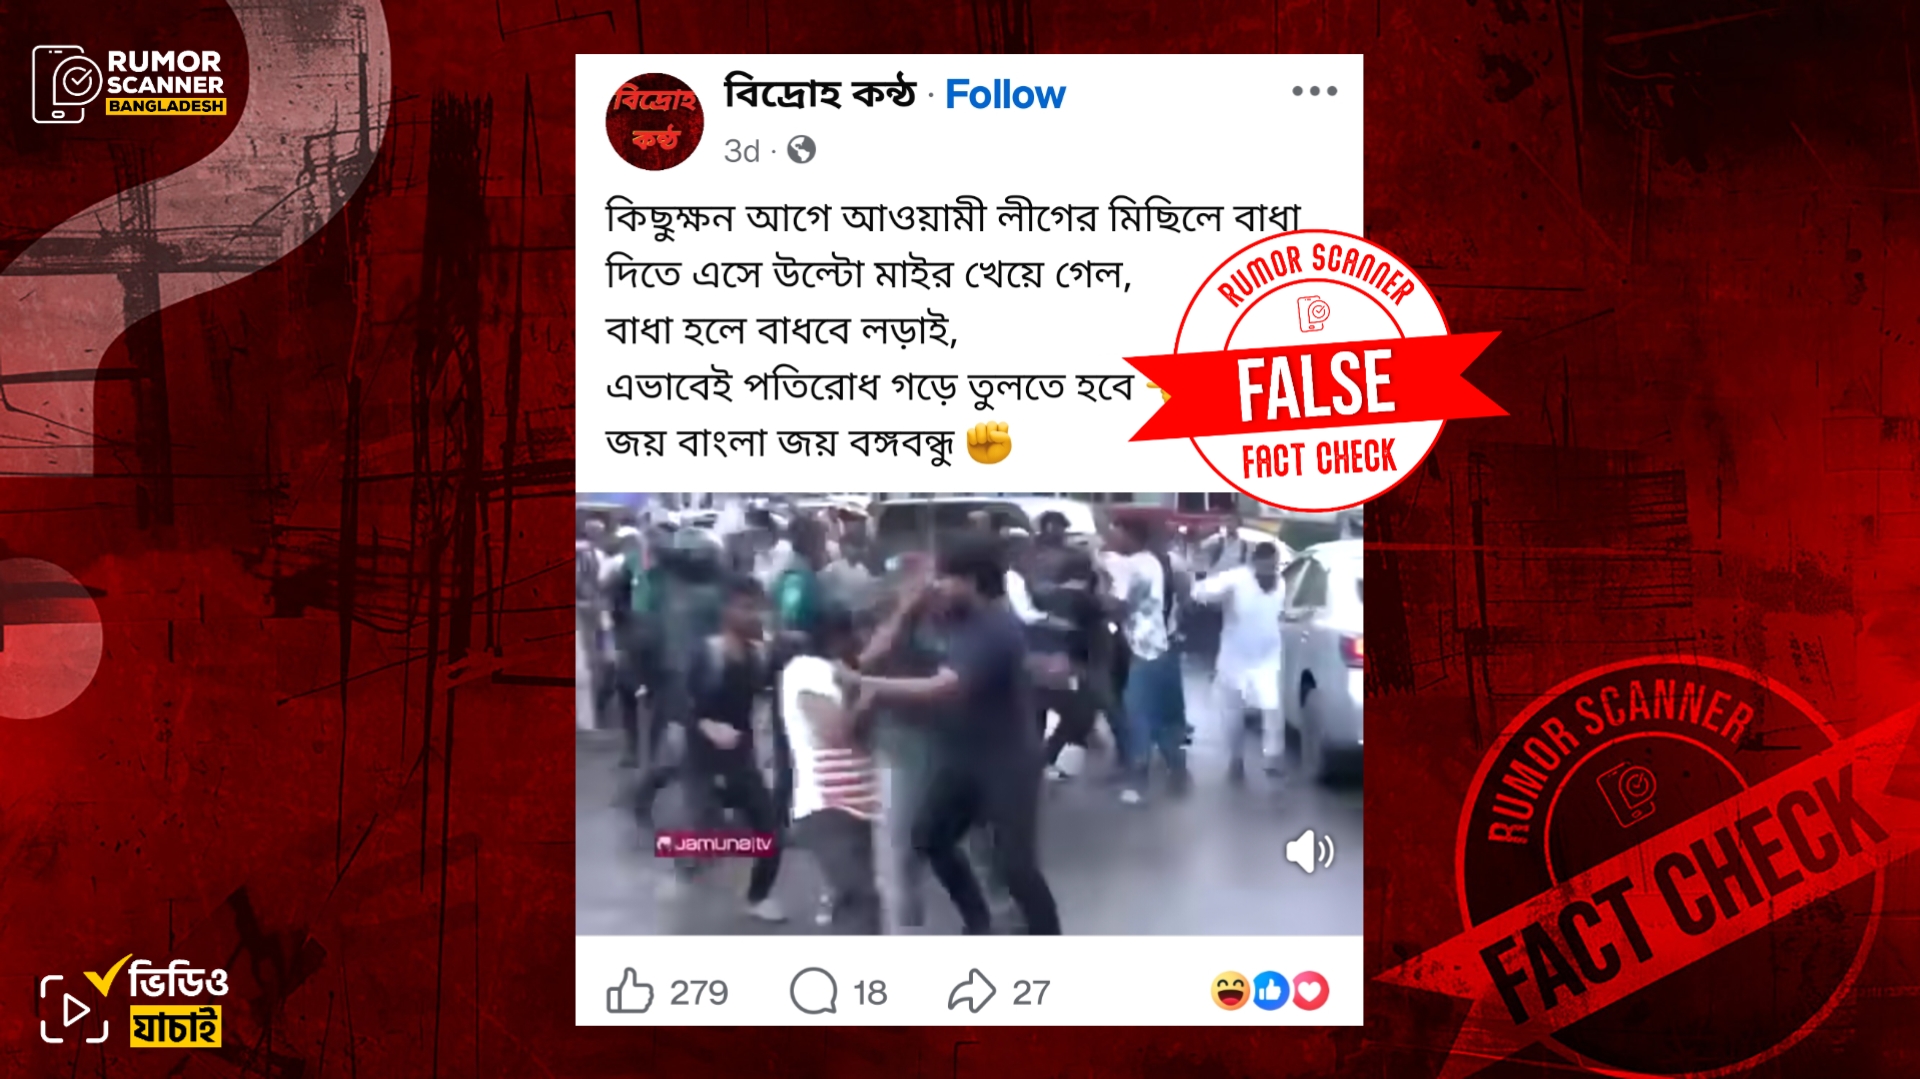 RUMOR
SCANNER
BANGLADESH
বিদ্রোহ
কন্ঠ
বিদ্রোহ কন্ঠ · Follow
3d ·
কিছুক্ষন আগে আওয়ামী লীগের মিছিলে বাধা
দিতে এসে উল্টো মাইর খেয়ে গেল,
বাধা হলে বাধবে লড়াই,
এভাবেই পতিরোধ গড়ে তুলতে হবে
জয় বাংলা জয় বঙ্গবন্ধু ✊
RUMOR SCANNER
FALSE
FACT CHECK
Jamuna|tv
279
18
27
RUMOR SCANNER
FACT CHECK
ভিডিও
যাচাই